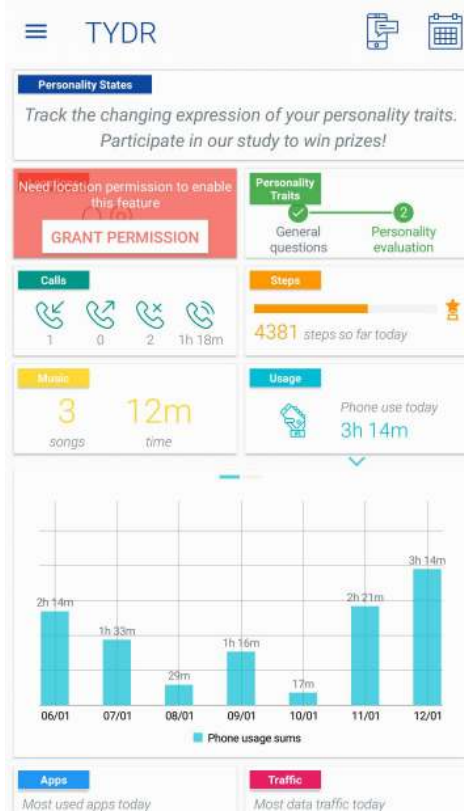 TYDR
Personality States
Track the changing expression of your personality traits.
Participate in our study to win prizes!
Need location permission to enable
this feature
GRANT PERMISSION
Personality
Traits
2
General
questions
Personality
evaluation
Calls
1 0 2 1h 18m
Steps
4381 steps so far today
Music
3 12m
songs time
Usage
Phone use today
3h 14m
2h 14m
1h 33m
29m
1h 16m
17m
2h 21m
3h 14m
06/01 07/01 08/01 09/01 10/01 11/01 12/01
Phone usage sums
Apps
Most used apps today
Traffic
Most data traffic today